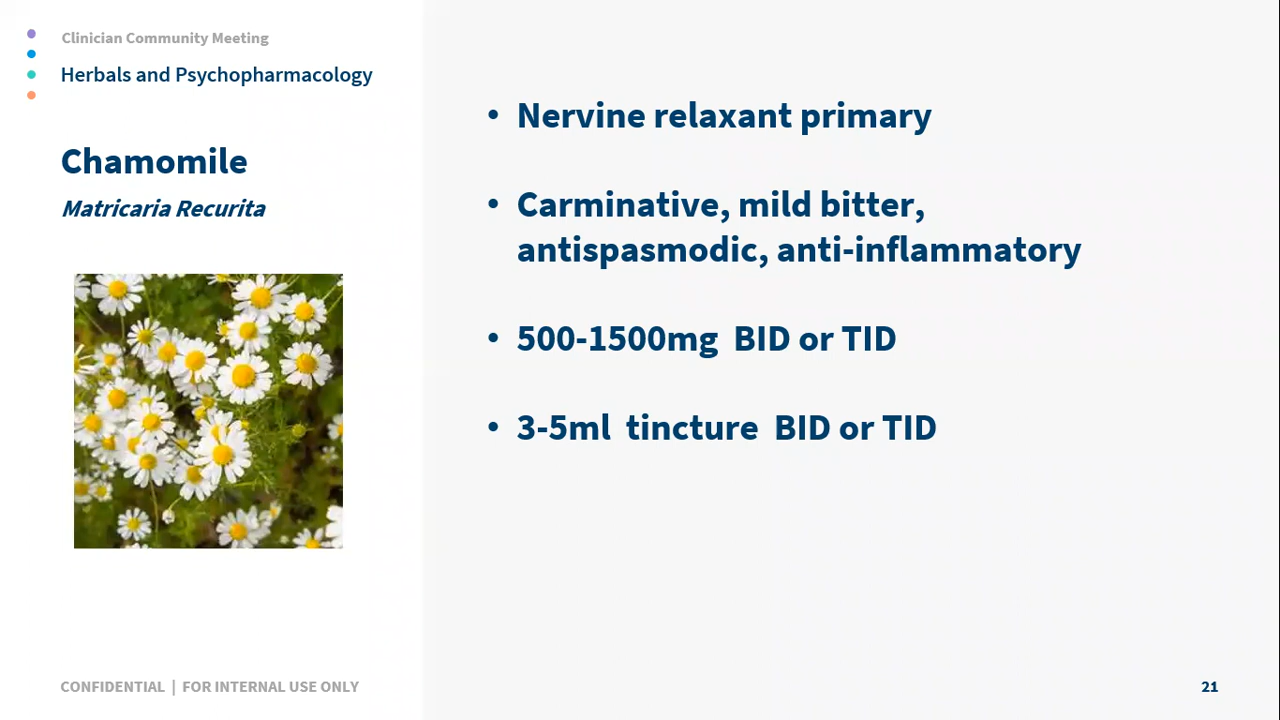 Clinician Community Meeting
Herbals and Psychopharmacology
Chamomile
Matricaria Recurita
• Nervine relaxant primary
• Carminative, mild bitter,
antispasmodic, anti-inflammatory
• 500-1500mg BID or TID
• 3-5ml tincture BID or TID
CONFIDENTIAL | FOR INTERNAL USE ONLY
21